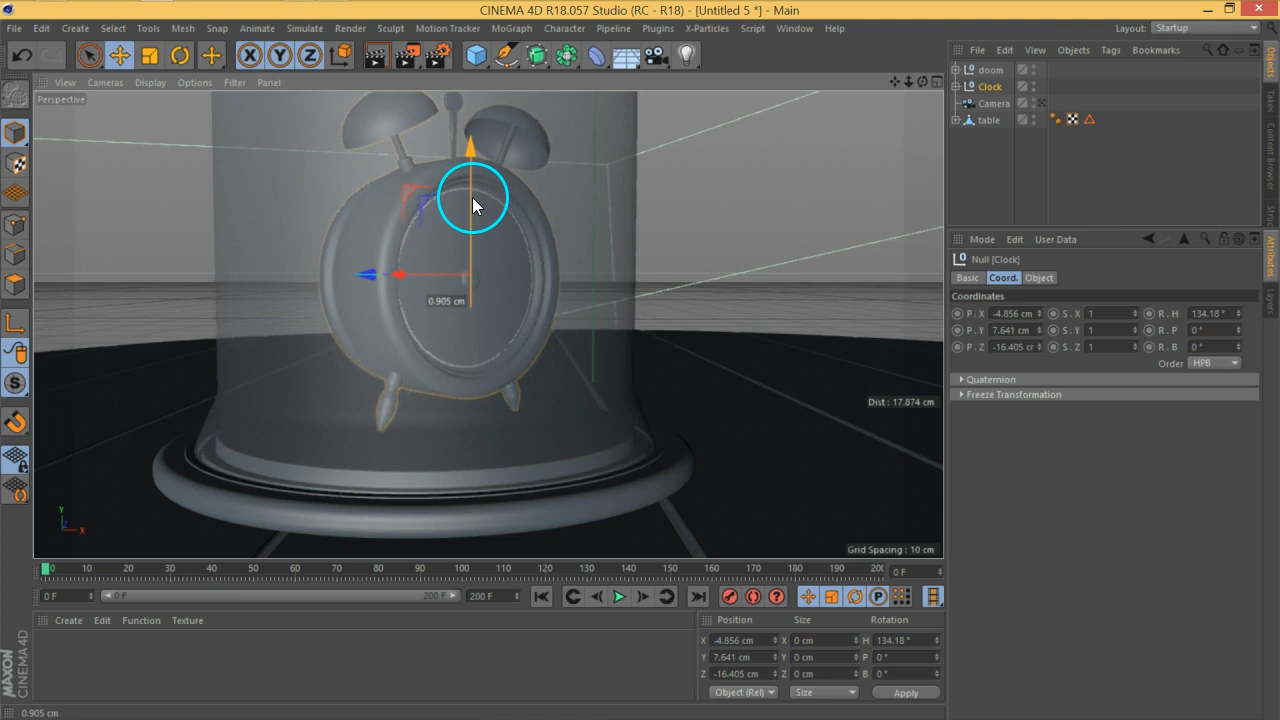 CINEMA 4D R18.057 Studio (RC - R18) - [Untitled 5 *] - Main
File Edit Create Select Tools Mesh Snap Animate Simulate Render Sculpt Motion Tracker MoGraph Character Pipeline Plugins X-Particles Script Window Help Layout: Startup
View Cameras Display Options Filter Panel
Perspective
0.905 cm
Dist : 17.874 cm
Grid Spacing : 10 cm
Y
Z
X
File Edit View Objects Tags Bookmarks
doom
Clock
Camera
table
Objects
Takes
Content Browser
Attributes
Layers
Mode Edit User Data
Null [Clock]
Basic Coord. Object
Coordinates
P . X -4.856 cm S . X 1 R . H 134.18 °
P . Y 7.641 cm S . Y 1 R . P 0 °
P . Z -16.405 cr S . Z 1 R . B 0 °
Order HPB
Quaternion
Freeze Transformation
0 10 20 30 40 50 60 70 80 90 100 110 120 130 140 150 160 170 180 190 0 F
0 F 0 F 200 F 200 F
Create Edit Function Texture
Position Size Rotation
X -4.856 cm X 0 cm H 134.18 °
Y 7.641 cm Y 0 cm P 0 °
Z -16.405 cm Z 0 cm B 0 °
Object (Rel) Size Apply
MAXON
CINEMA 4D
0.905 cm